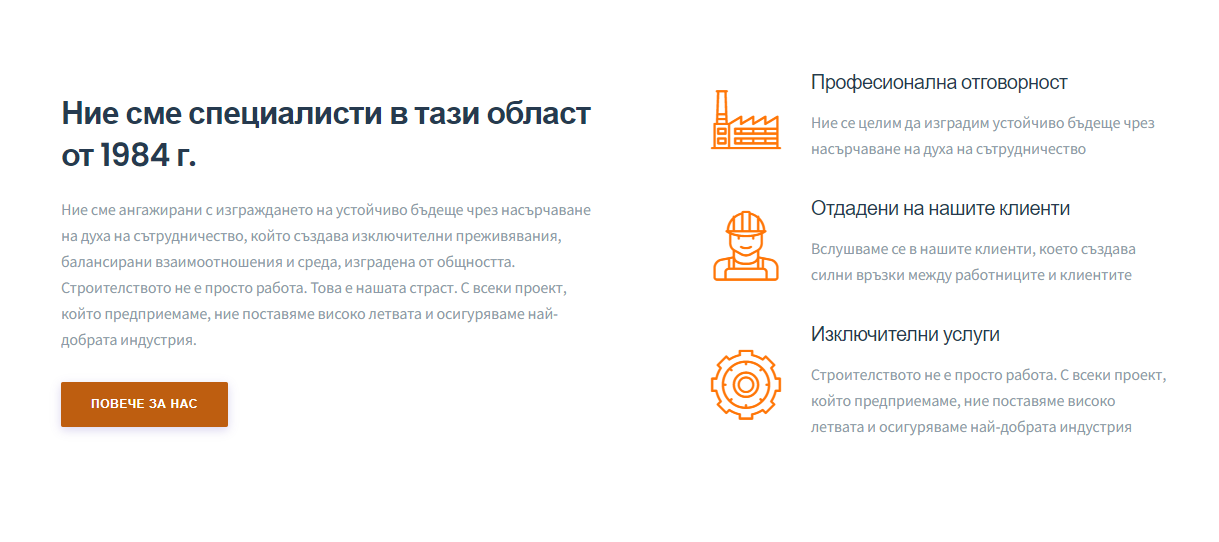 Ние сме специалисти в тази област
от 1984 г.
Ние сме ангажирани с изграждането на устойчиво бъдеще чрез насърчаване
на духа на сътрудничество, който създава изключителни преживявания,
балансирани взаимоотношения и среда, изградена от общността.
Строителството не е просто работа. Това е нашата страст. С всеки проект,
който предприемаме, ние поставяме високо летвата и осигуряваме най-
добрата индустрия.
ПОВЕЧЕ ЗА НАС
Професионална отговорност
Ние се целим да изградим устойчиво бъдеще чрез
насърчаване на духа на сътрудничество
Отдадени на нашите клиенти
Вслушваме се в нашите клиенти, което създава
силни връзки между работниците и клиентите
Изключителни услуги
Строителството не е просто работа. С всеки проект,
който предприемаме, ние поставяме високо
летвата и осигуряваме най-добрата индустрия